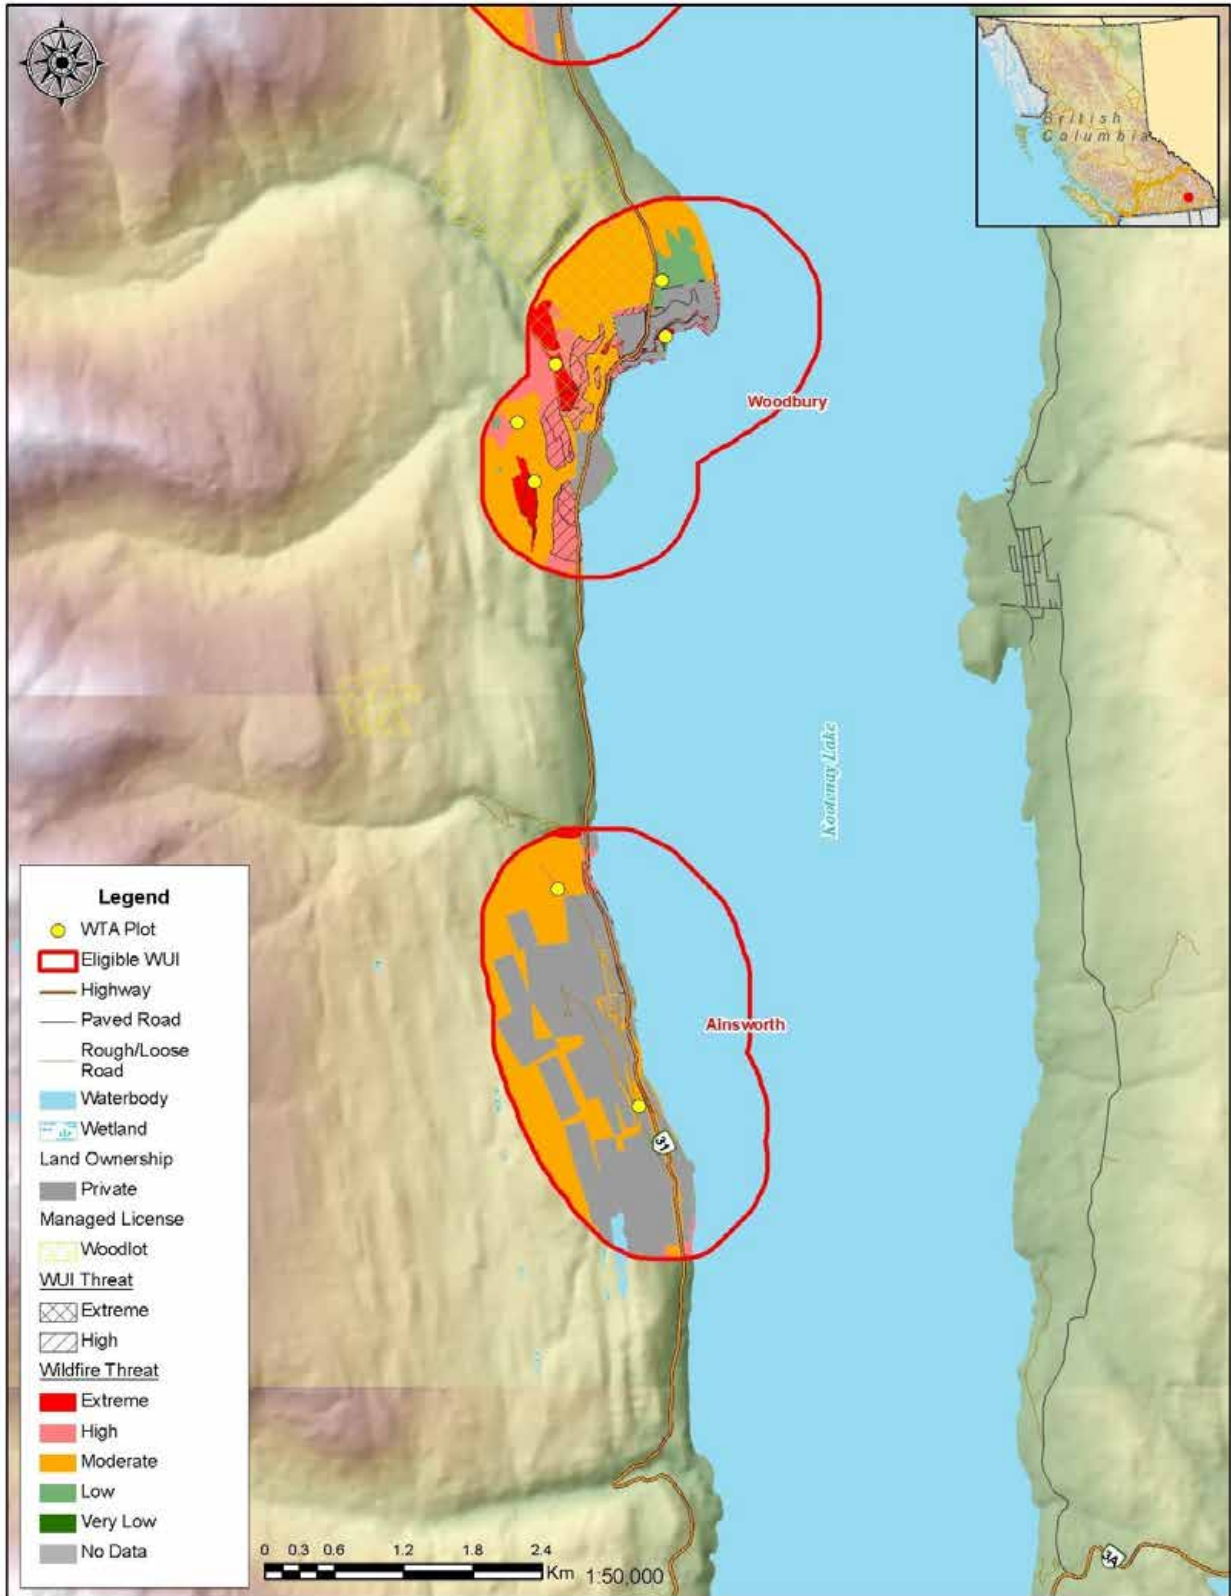 British
Columbia
Woodbury
Kootenay Lake
Ainsworth
31
Legend
WTA Plot
Eligible WUI
Highway
Paved Road
Rough/Loose
Road
Waterbody
Wetland
Land Ownership
Private
Managed License
Woodlot
WUI Threat
Extreme
High
Wildfire Threat
Extreme
High
Moderate
Low
Very Low
No Data
0 0.3 0.6 1.2 1.8 2.4
Km 1:50,000
3A